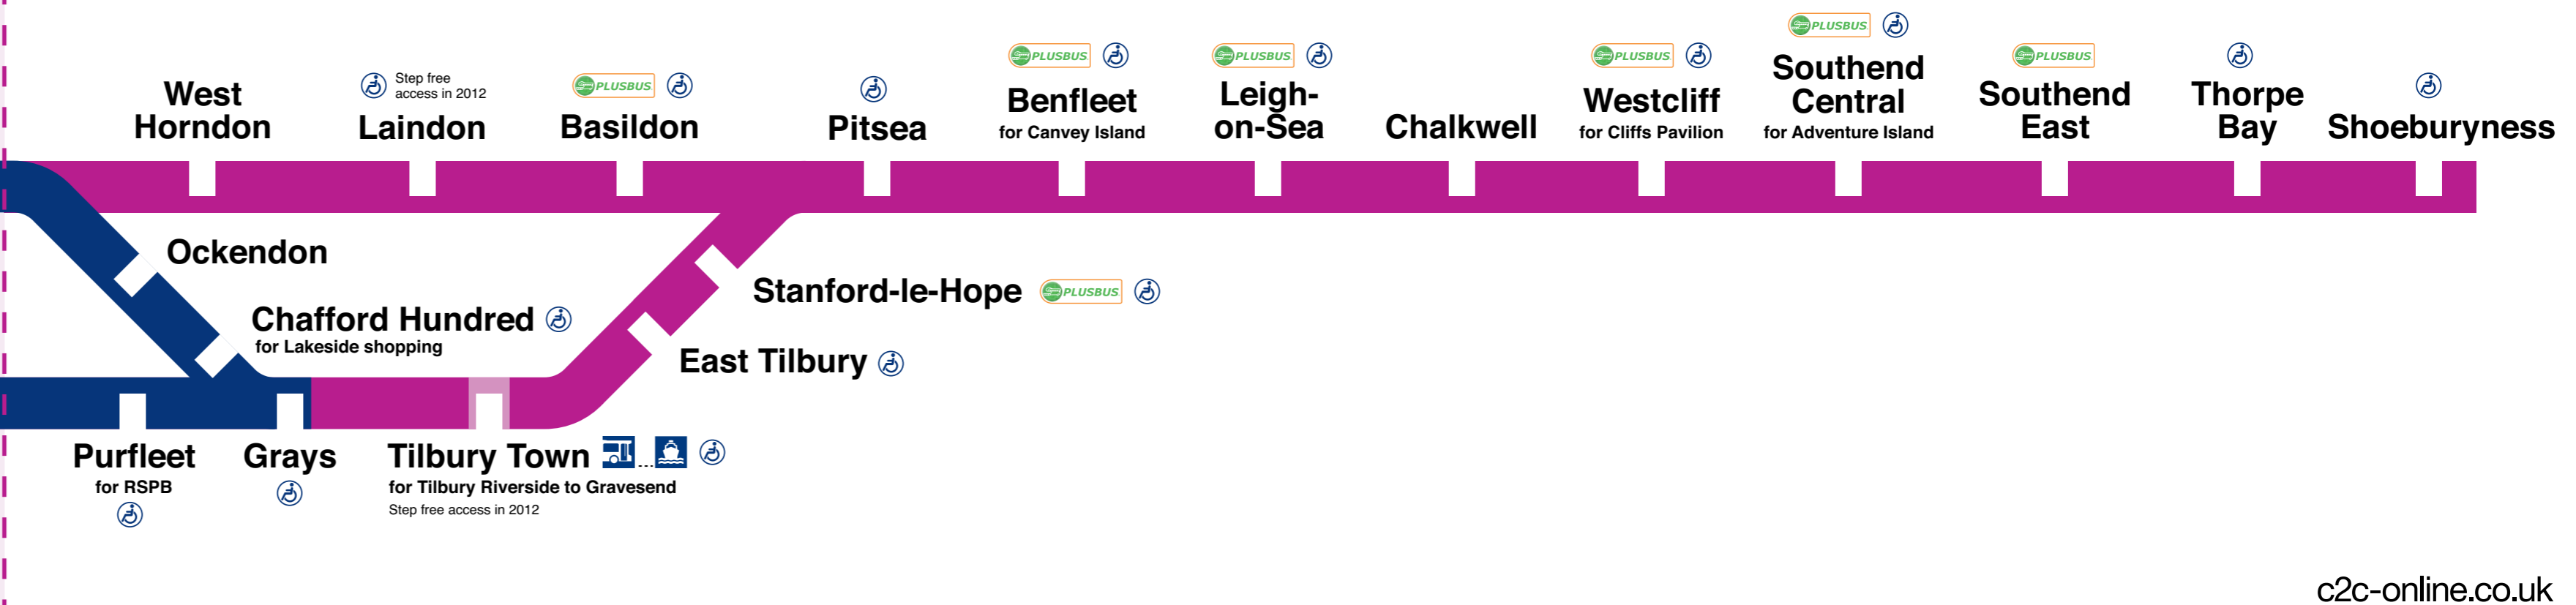 West
Horndon
Step free
access in 2012
Laindon
PLUSBUS
Basildon
Pitsea
PLUSBUS
Benfleet
for Canvey Island
PLUSBUS
Leigh-
on-Sea
Chalkwell
PLUSBUS
Westcliff
for Cliffs Pavilion
PLUSBUS
Southend
Central
for Adventure Island
PLUSBUS
Southend
East
Thorpe
Bay
Shoeburyness
Ockendon
Stanford-le-Hope PLUSBUS
Chafford Hundred
for Lakeside shopping
East Tilbury
Purfleet
for RSPB
Grays
Tilbury Town
for Tilbury Riverside to Gravesend
Step free access in 2012
c2c-online.co.uk